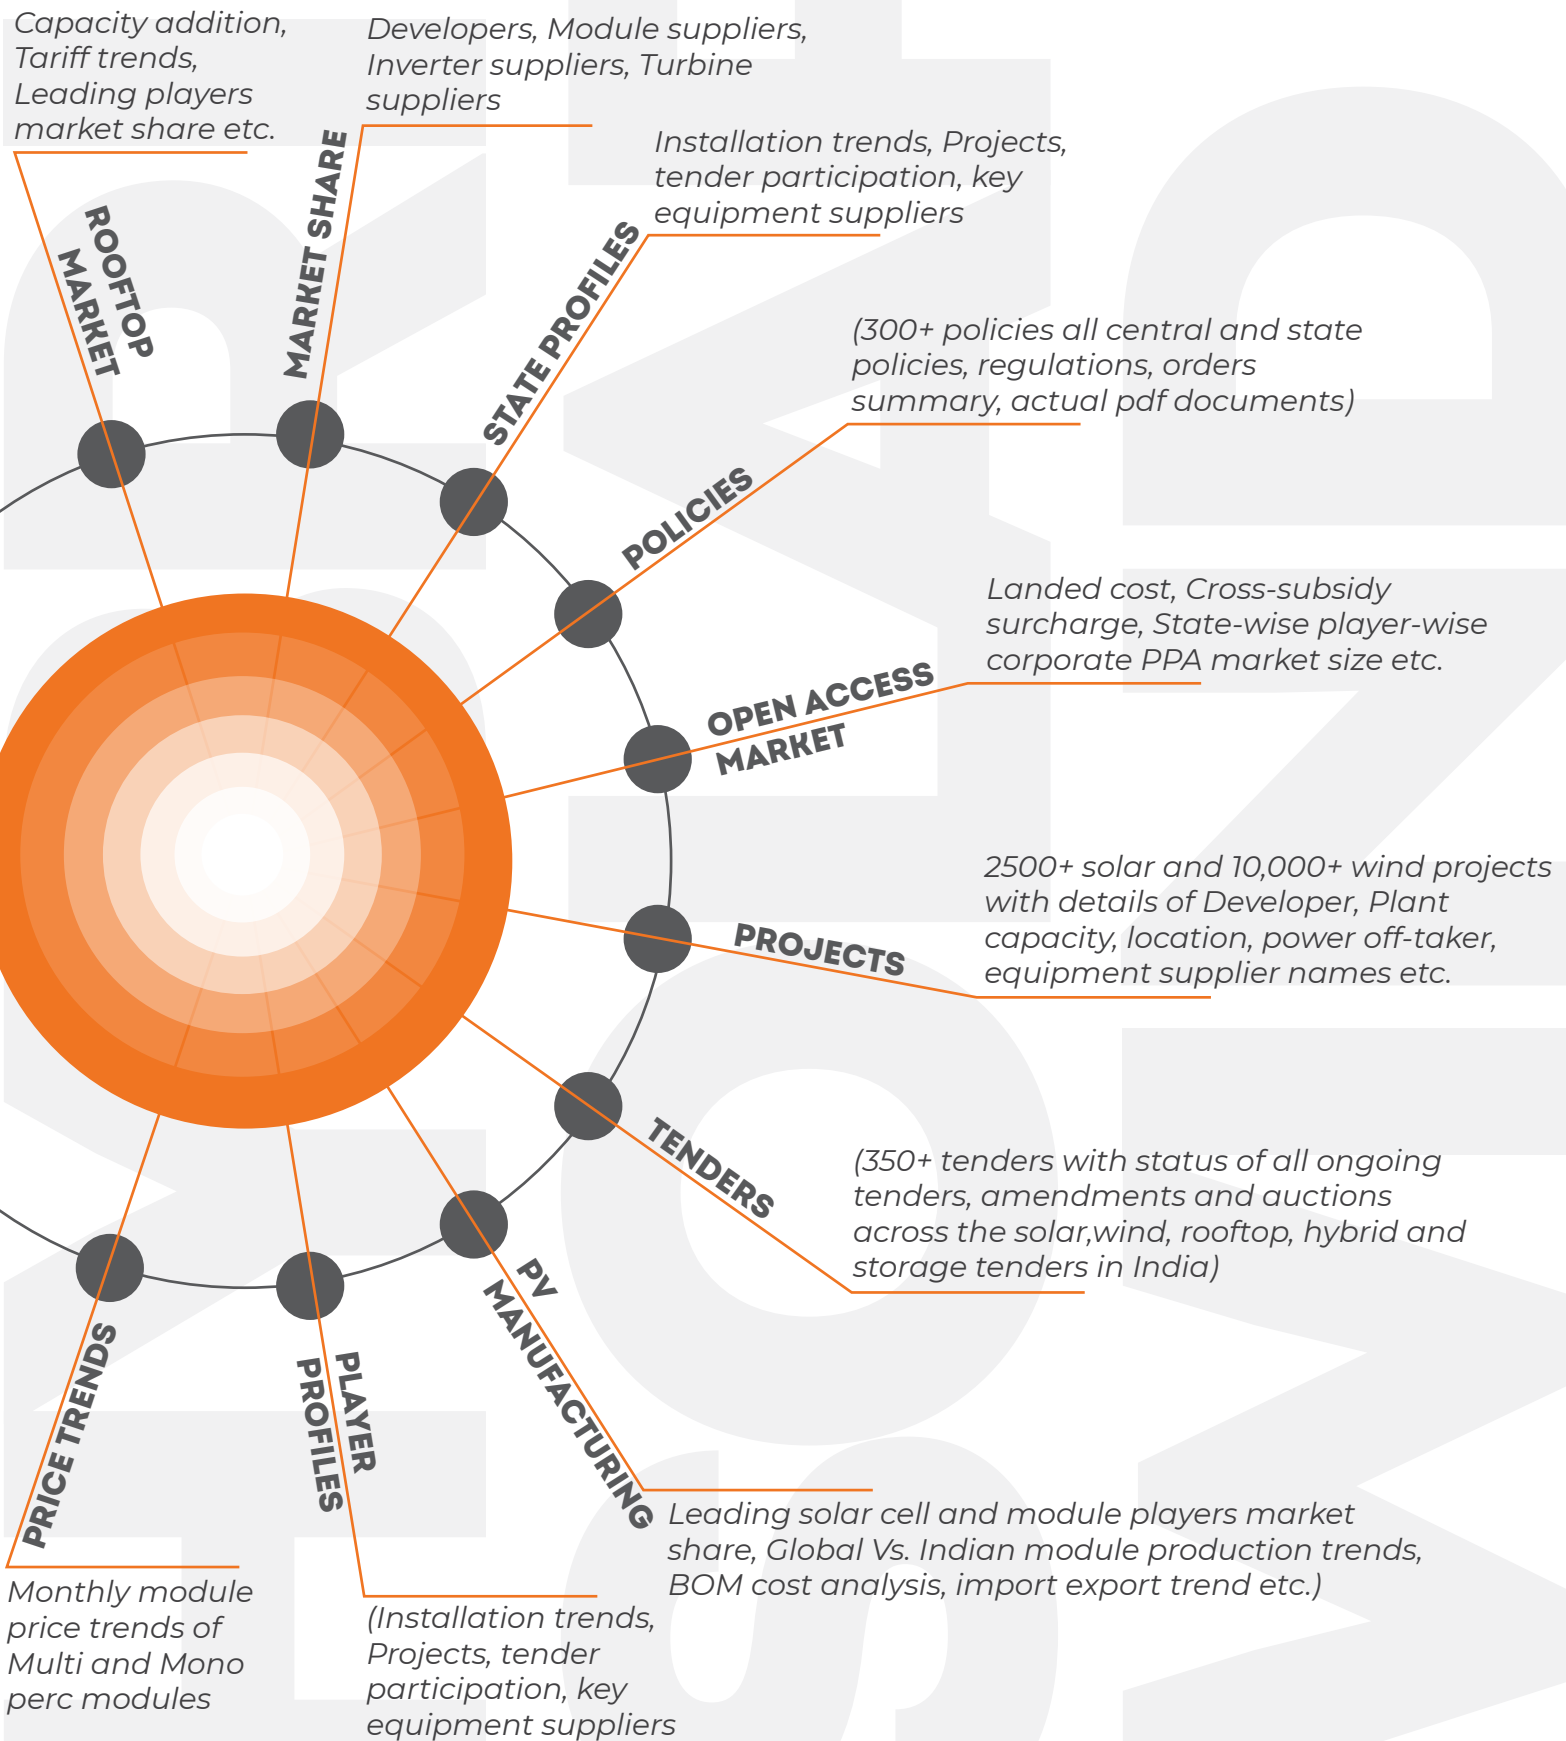 Capacity addition,
Tariff trends,
Leading players
market share etc.
ROOFTOP
MARKET
Developers, Module suppliers,
Inverter suppliers, Turbine
suppliers
MARKET SHARE
Installation trends, Projects,
tender participation, key
equipment suppliers
STATE PROFILES
(300+ policies all central and state
policies, regulations, orders
summary, actual pdf documents)
POLICIES
Landed cost, Cross-subsidy
surcharge, State-wise player-wise
corporate PPA market size etc.
OPEN ACCESS
MARKET
2500+ solar and 10,000+ wind projects
with details of Developer, Plant
capacity, location, power off-taker,
equipment supplier names etc.
PROJECTS
TENDERS
(350+ tenders with status of all ongoing
tenders, amendments and auctions
across the solar,wind, rooftop, hybrid and
storage tenders in India)
PV
MANUFACTURING
Leading solar cell and module players market
share, Global Vs. Indian module production trends,
BOM cost analysis, import export trend etc.)
PLAYER
PROFILES
(Installation trends,
Projects, tender
participation, key
equipment suppliers
PRICE TRENDS
Monthly module
price trends of
Multi and Mono
perc modules